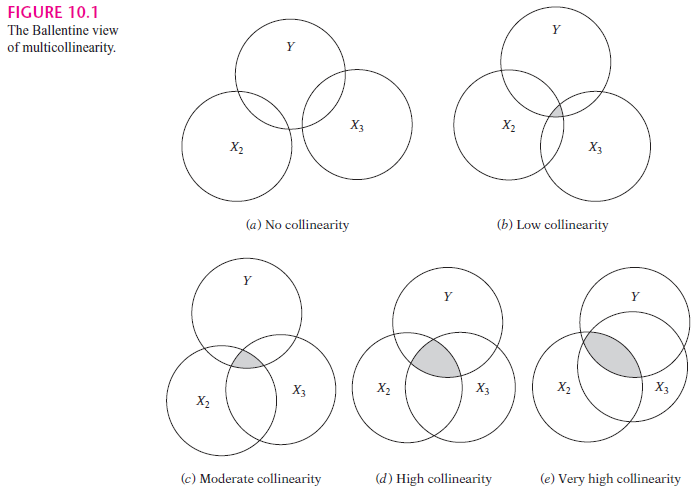 FIGURE 10.1
The Ballentine view
of multicollinearity.
Y
X2
X3
(a) No collinearity
Y
X2
X3
(b) Low collinearity
Y
X2
X3
(c) Moderate collinearity
Y
X2
X3
(d) High collinearity
Y
X2
X3
(e) Very high collinearity